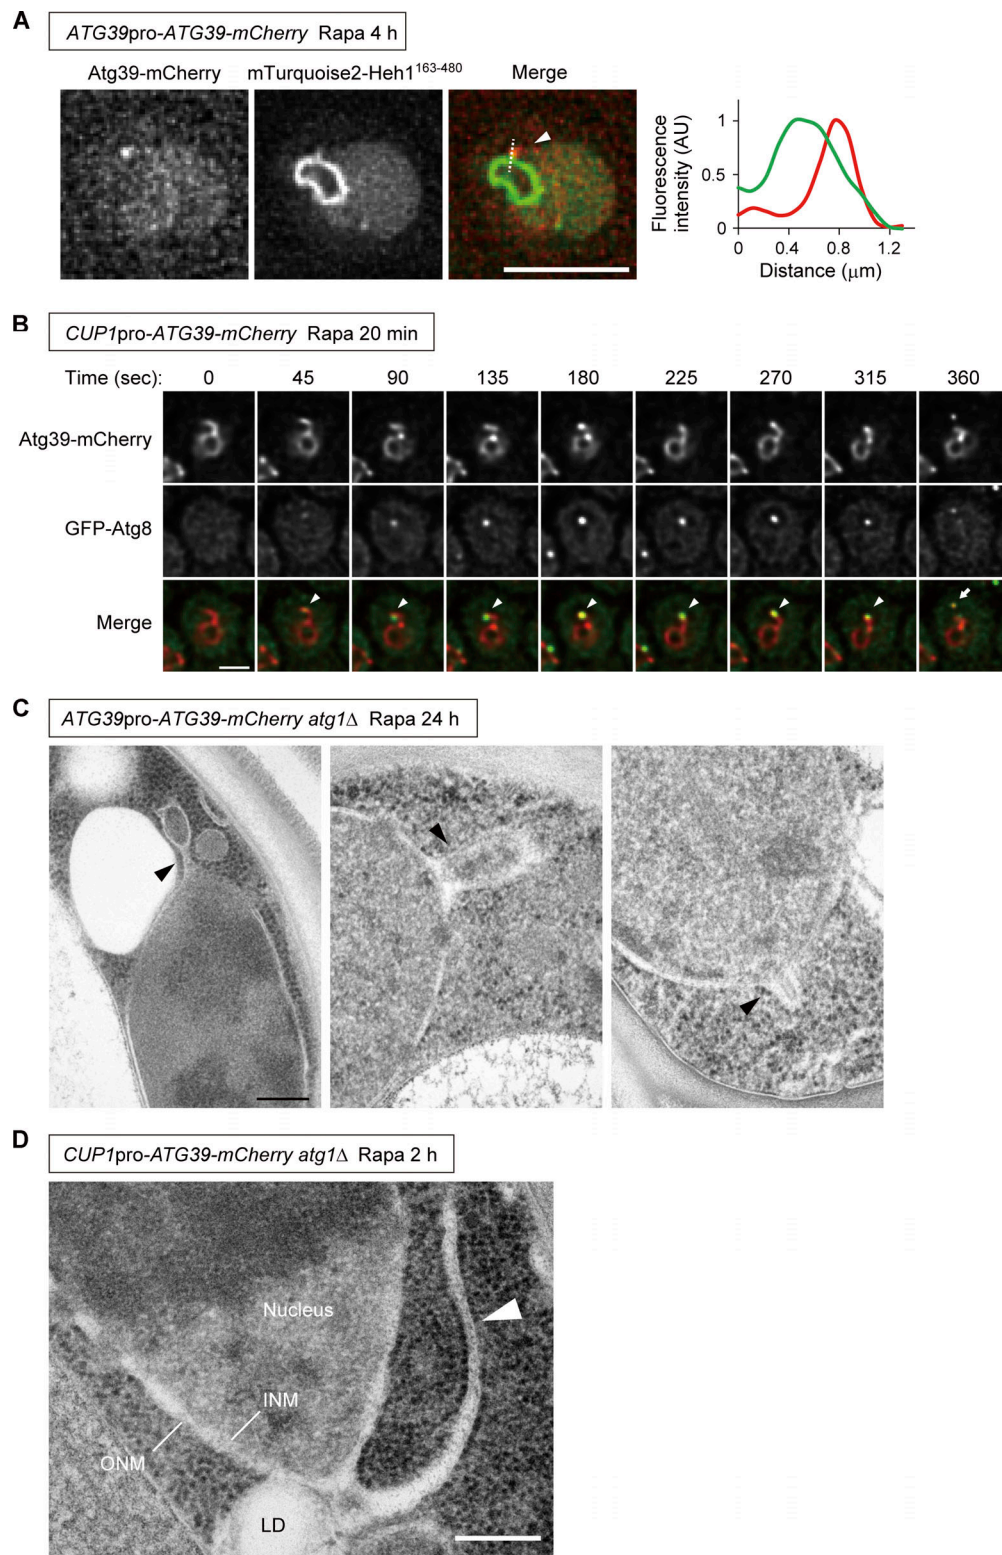 A
ATG39pro-ATG39-mCherry Rapa 4 h
Atg39-mCherry mTurquoise2-Heh1¹⁶³⁻⁴⁸⁰ Merge
Fluorescence
intensity (AU)
1
0.5
0
0 0.4 0.8 1.2
Distance (μm)
B
CUP1pro-ATG39-mCherry Rapa 20 min
Time (sec): 0 45 90 135 180 225 270 315 360
Atg39-mCherry
GFP-Atg8
Merge
C
ATG39pro-ATG39-mCherry atg1Δ Rapa 24 h
D
CUP1pro-ATG39-mCherry atg1Δ Rapa 2 h
Nucleus
INM
ONM
LD